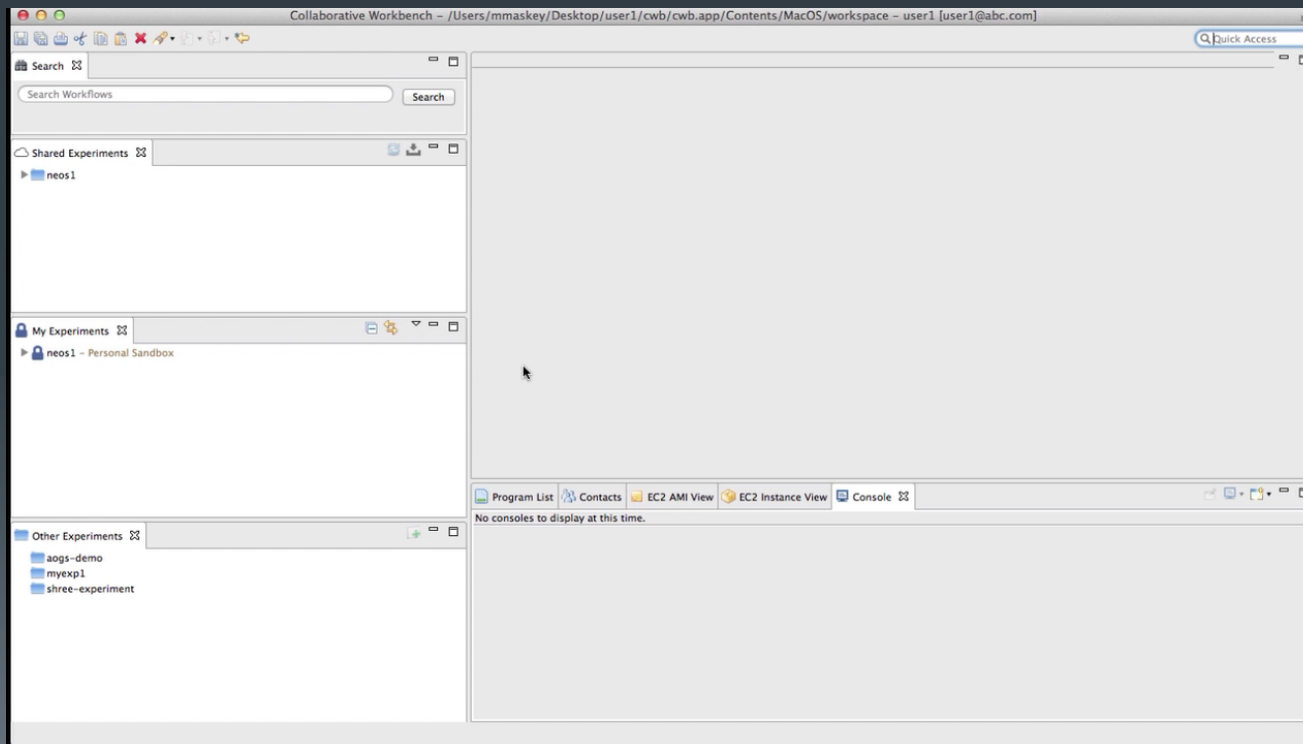 Collaborative Workbench – /Users/mmaskey/Desktop/user1/cwb/cwb.app/Contents/MacOS/workspace – user1 [user1@abc.com]
Quick Access
Search
Search Workflows
Search
Shared Experiments
neos1
My Experiments
neos1 – Personal Sandbox
Other Experiments
aogs-demo
myexp1
shree-experiment
Program List Contacts EC2 AMI View EC2 Instance View Console
No consoles to display at this time.